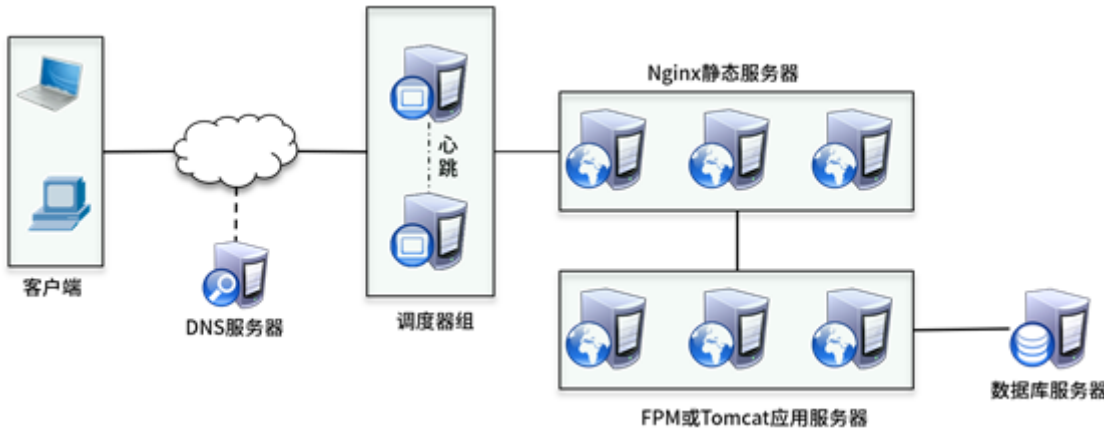 Nginx静态服务器
心
跳
客户端
DNS服务器
调度器组
数据库服务器
FPM或Tomcat应用服务器